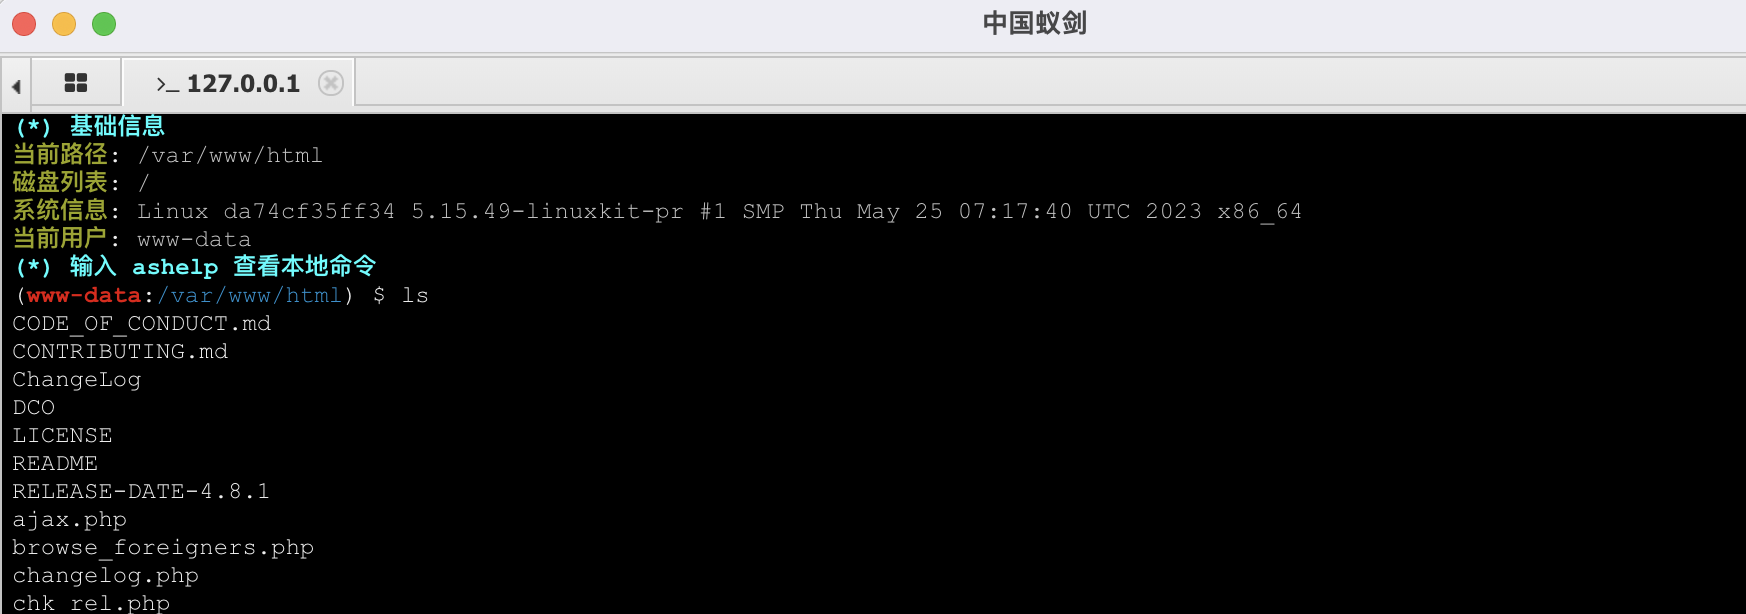 中国蚁剑
>_ 127.0.0.1
(*) 基础信息
当前路径: /var/www/html
磁盘列表: /
系统信息: Linux da74cf35ff34 5.15.49-linuxkit-pr #1 SMP Thu May 25 07:17:40 UTC 2023 x86_64
当前用户: www-data
(*) 输入 ashelp 查看本地命令
(www-data:/var/www/html) $ ls
CODE_OF_CONDUCT.md
CONTRIBUTING.md
ChangeLog
DCO
LICENSE
README
RELEASE-DATE-4.8.1
ajax.php
browse_foreigners.php
changelog.php
chk_rel.php